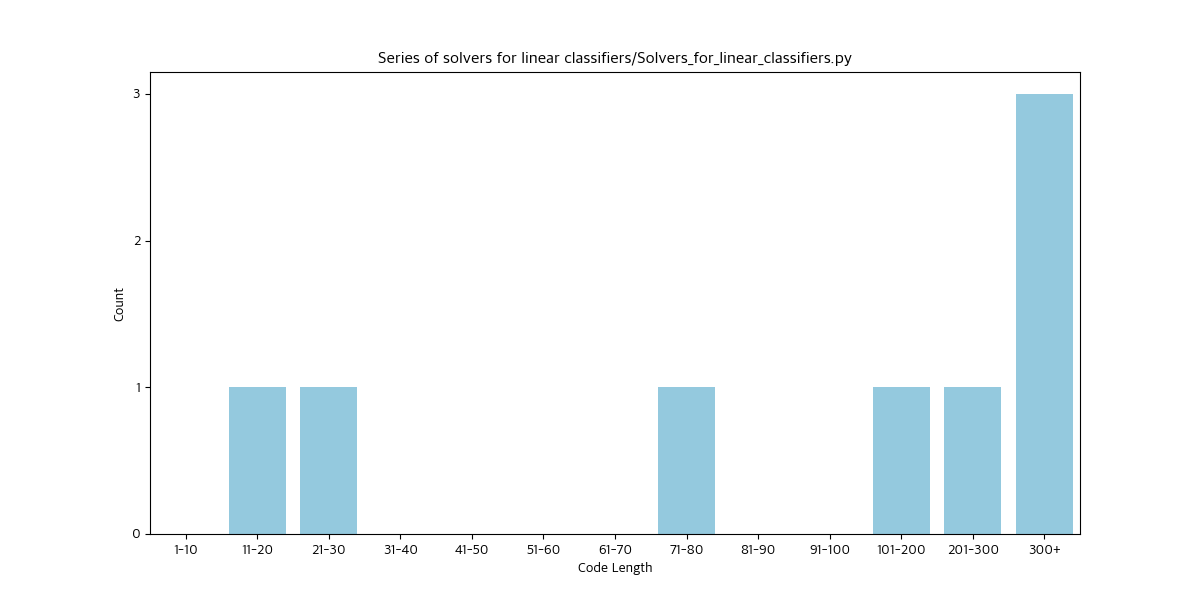 Series of solvers for linear classifiers/Solvers_for_linear_classifiers.py
3
2
1
0
Count
1-10 11-20 21-30 31-40 41-50 51-60 61-70 71-80 81-90 91-100 101-200 201-300 300+
Code Length